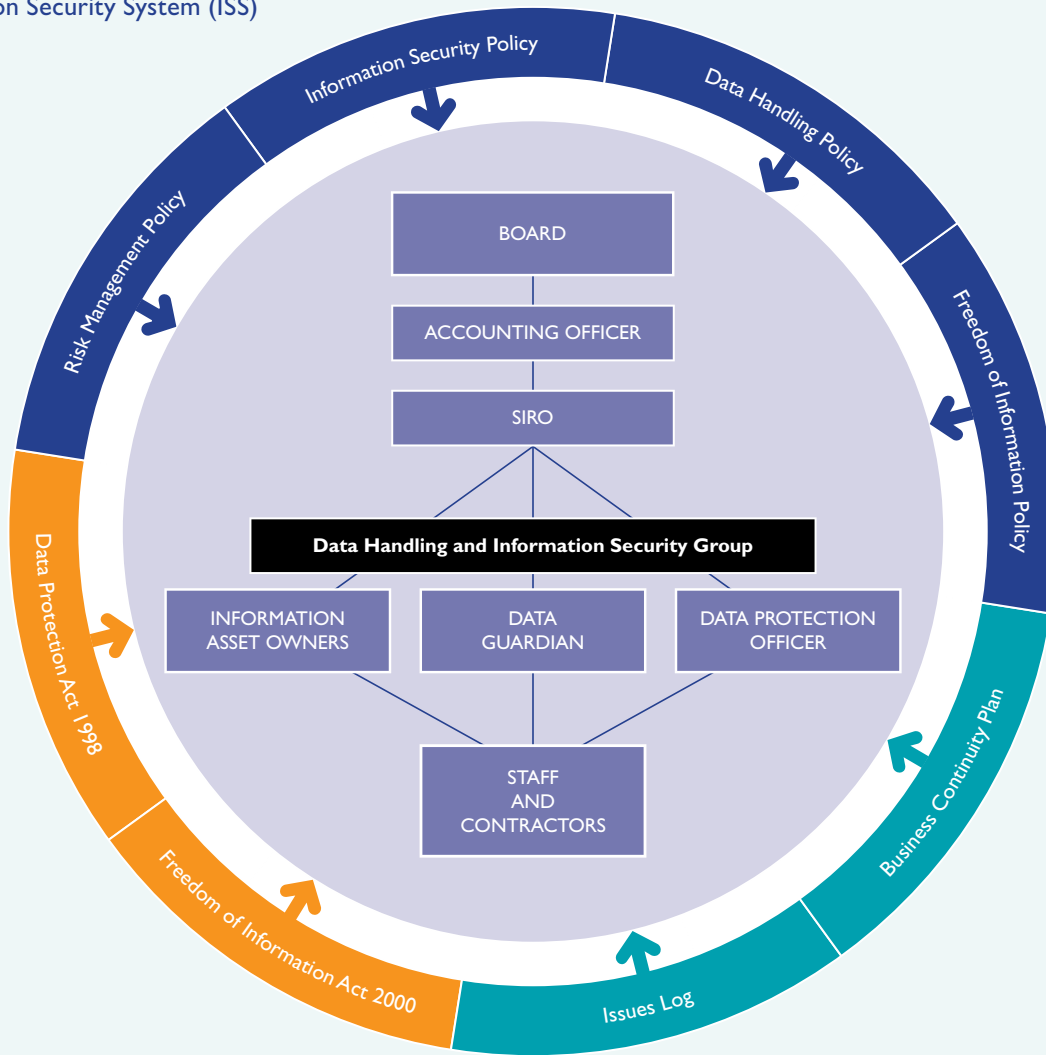 on Security System (ISS)
Information Security Policy
Data Handling Policy
Risk Management Policy
Freedom of Information Policy
BOARD
ACCOUNTING OFFICER
SIRO
Data Handling and Information Security Group
INFORMATION
ASSET OWNERS
DATA
GUARDIAN
DATA PROTECTION
OFFICER
STAFF
AND
CONTRACTORS
Data Protection Act 1998
Business Continuity Plan
Freedom of Information Act 2000
Issues Log